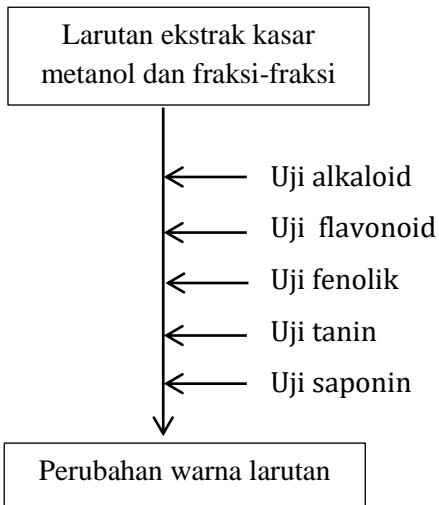 Larutan ekstrak kasar
metanol dan fraksi-fraksi
Uji alkaloid
Uji flavonoid
Uji fenolik
Uji tanin
Uji saponin
Perubahan warna larutan